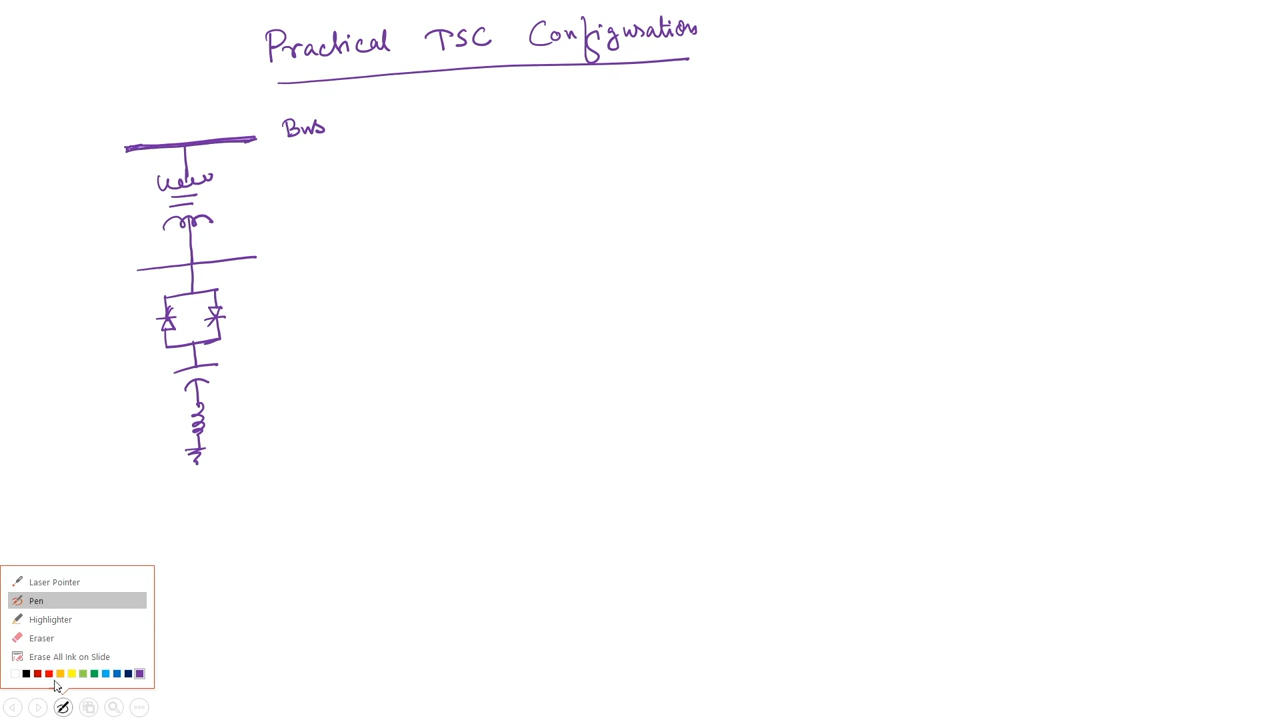 Practical TSC Configuration
Bus
Laser Pointer
Pen
Highlighter
Eraser
Erase All Ink on Slide